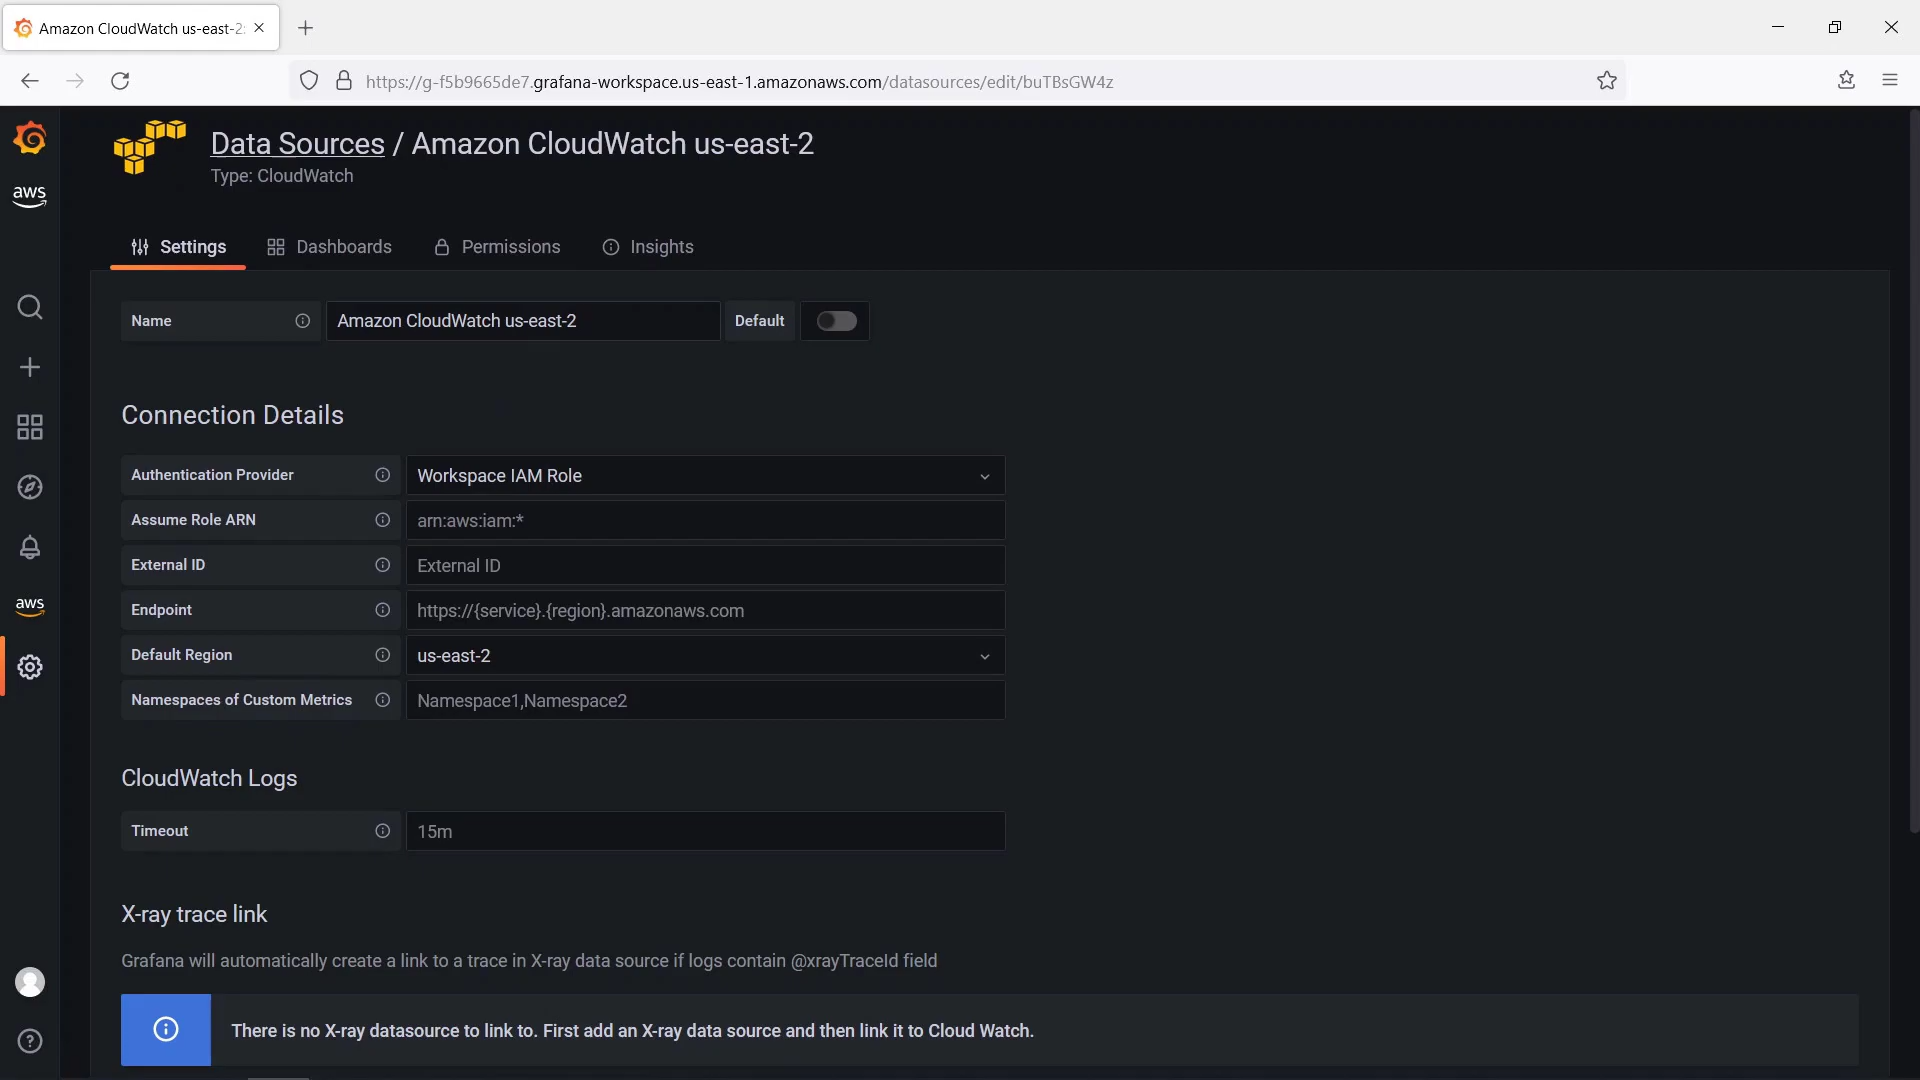 Amazon CloudWatch us-east-2:
https://g-f5b9665de7.grafana-workspace.us-east-1.amazonaws.com/datasources/edit/buTBsGW4z
aws
Data Sources / Amazon CloudWatch us-east-2
Type: CloudWatch
Settings Dashboards Permissions Insights
Name Amazon CloudWatch us-east-2 Default
Connection Details
Authentication Provider Workspace IAM Role
Assume Role ARN arn:aws:iam:*
External ID External ID
Endpoint https://{service}.{region}.amazonaws.com
aws
Default Region us-east-2
Namespaces of Custom Metrics Namespace1,Namespace2
CloudWatch Logs
Timeout 15m
X-ray trace link
Grafana will automatically create a link to a trace in X-ray data source if logs contain @xrayTraceId field
There is no X-ray datasource to link to. First add an X-ray data source and then link it to Cloud Watch.